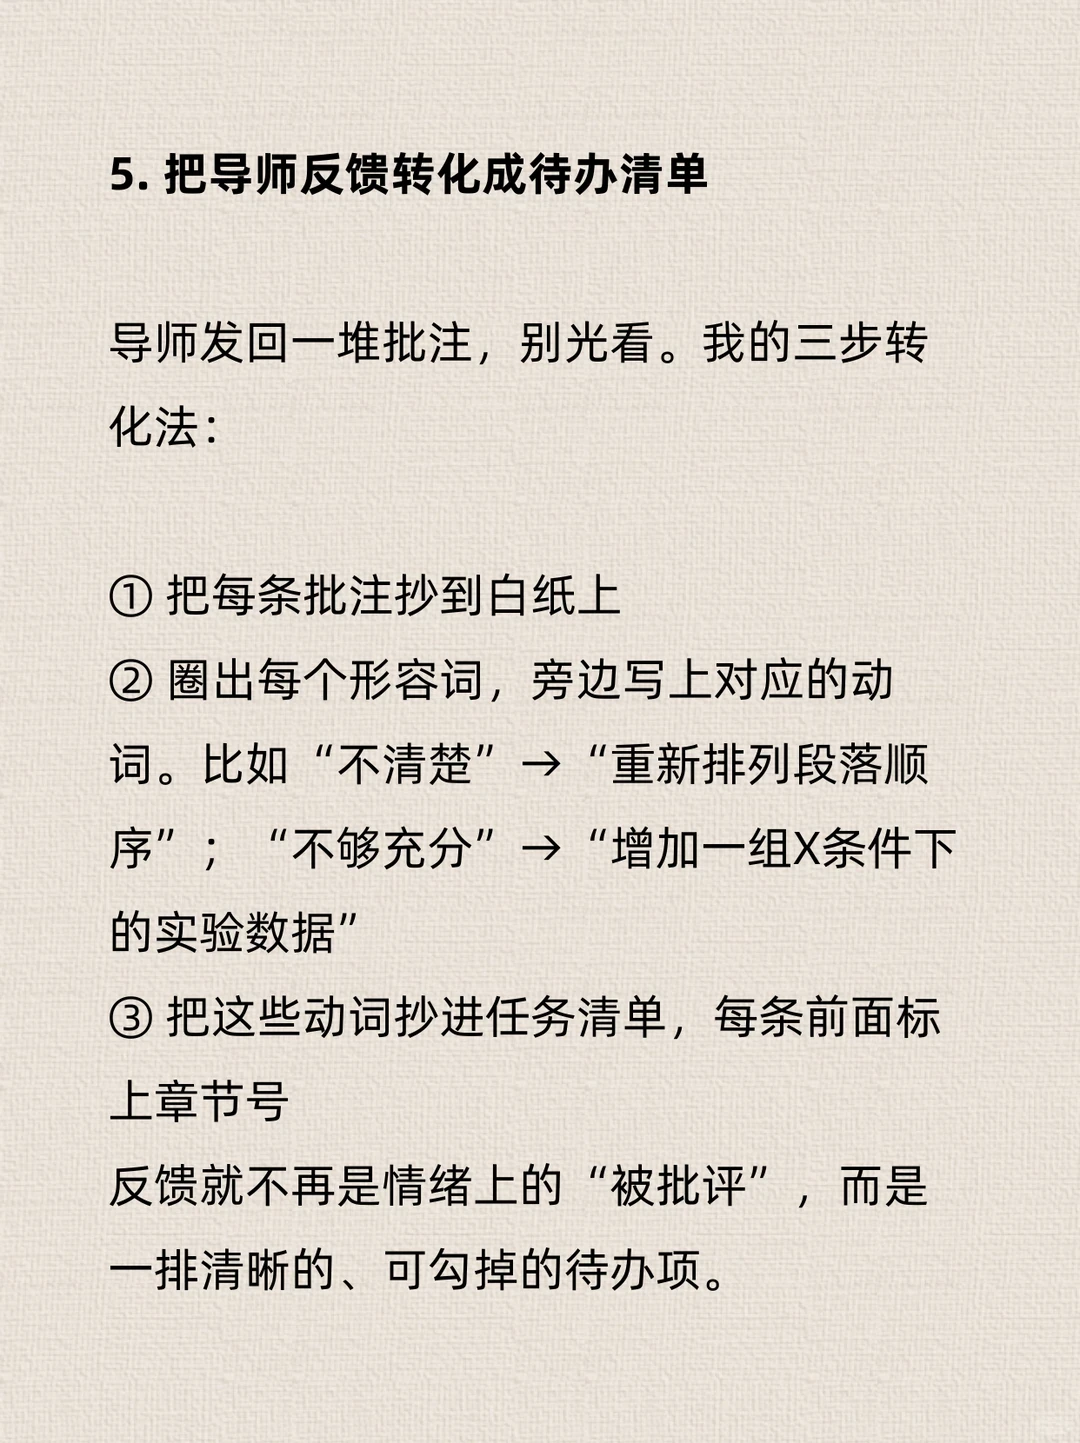 5. 把导师反馈转化成待办清单
导师发回一堆批注，别光看。我的三步转
化法：
① 把每条批注抄到白纸上
② 圈出每个形容词，旁边写上对应的动
词。比如“不清楚”→“重新排列段落顺
序”；“不够充分”→“增加一组X条件下
的实验数据”
③ 把这些动词抄进任务清单，每条前面标
上章节号
反馈就不再是情绪上的“被批评”，而是
一排清晰的、可勾掉的待办项。